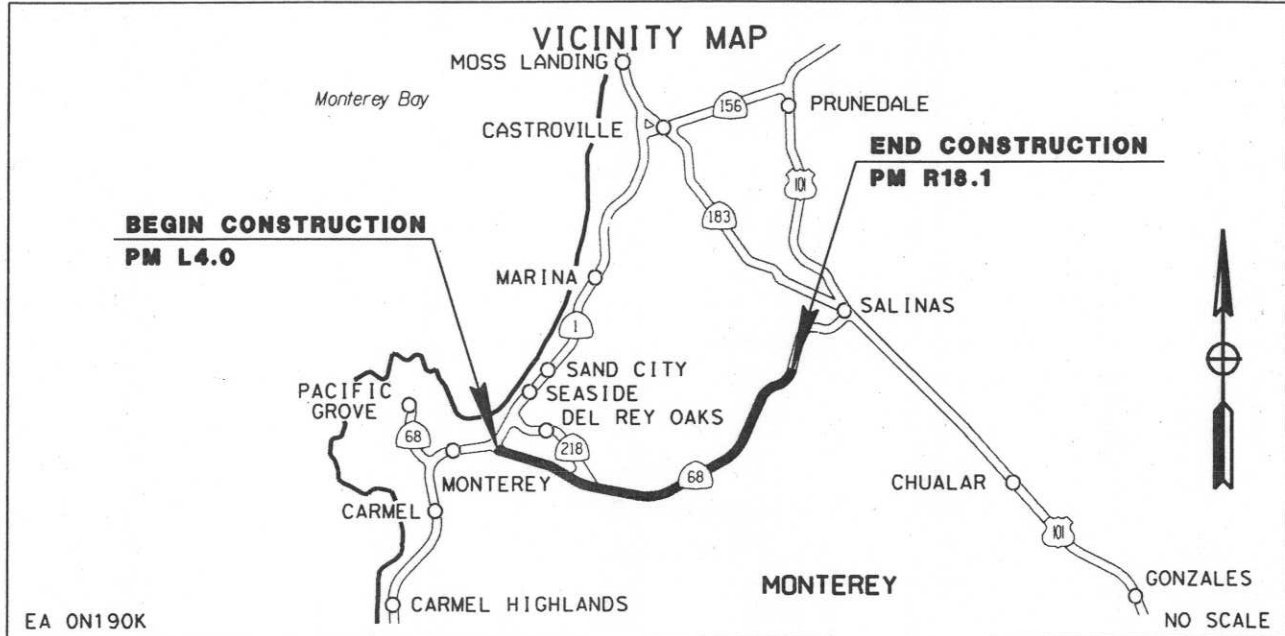 VICINITY MAP
MOSS LANDING
Monterey Bay
156
PRUNEDALE
CASTROVILLE
END CONSTRUCTION
PM R18.1
101
183
BEGIN CONSTRUCTION
PM L4.0
MARINA
SALINAS
1
SAND CITY
SEASIDE
PACIFIC
GROVE
DEL REY OAKS
68
218
MONTEREY
68
CHUALAR
CARMEL
101
MONTEREY
GONZALES
CARMEL HIGHLANDS
EA 0N190K
NO SCALE